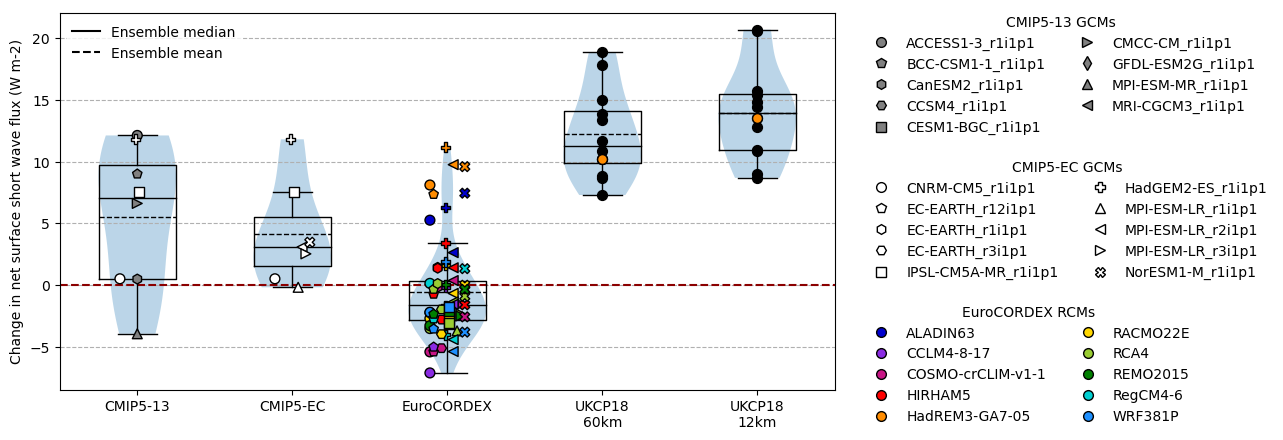 Change in net surface short wave flux (W m-2)
20
15
10
5
0
−5
Ensemble median
Ensemble mean
CMIP5-13
CMIP5-EC
EuroCORDEX
UKCP18
60km
UKCP18
12km
CMIP5-13 GCMs
ACCESS1-3_r1i1p1
BCC-CSM1-1_r1i1p1
CanESM2_r1i1p1
CCSM4_r1i1p1
CESM1-BGC_r1i1p1
CMCC-CM_r1i1p1
GFDL-ESM2G_r1i1p1
MPI-ESM-MR_r1i1p1
MRI-CGCM3_r1i1p1
CMIP5-EC GCMs
CNRM-CM5_r1i1p1
EC-EARTH_r12i1p1
EC-EARTH_r1i1p1
EC-EARTH_r3i1p1
IPSL-CM5A-MR_r1i1p1
HadGEM2-ES_r1i1p1
MPI-ESM-LR_r1i1p1
MPI-ESM-LR_r2i1p1
MPI-ESM-LR_r3i1p1
NorESM1-M_r1i1p1
EuroCORDEX RCMs
ALADIN63
CCLM4-8-17
COSMO-crCLIM-v1-1
HIRHAM5
HadREM3-GA7-05
RACMO22E
RCA4
REMO2015
RegCM4-6
WRF381P